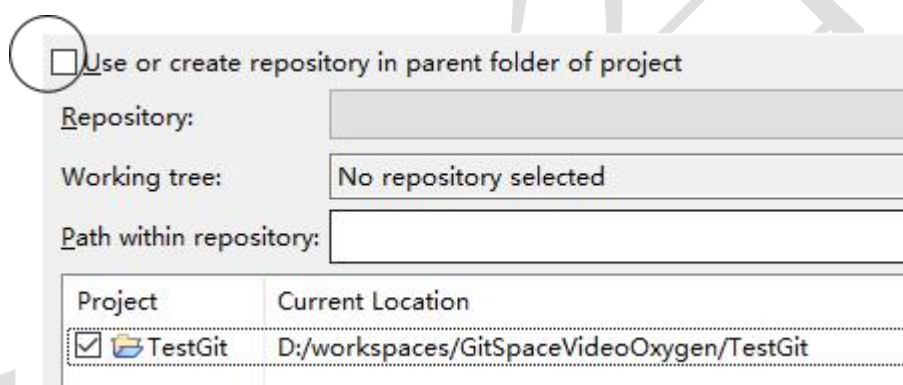 Use or create repository in parent folder of project
Repository:
Working tree: No repository selected
Path within repository:
Project Current Location
TestGit D:/workspaces/GitSpaceVideoOxygen/TestGit